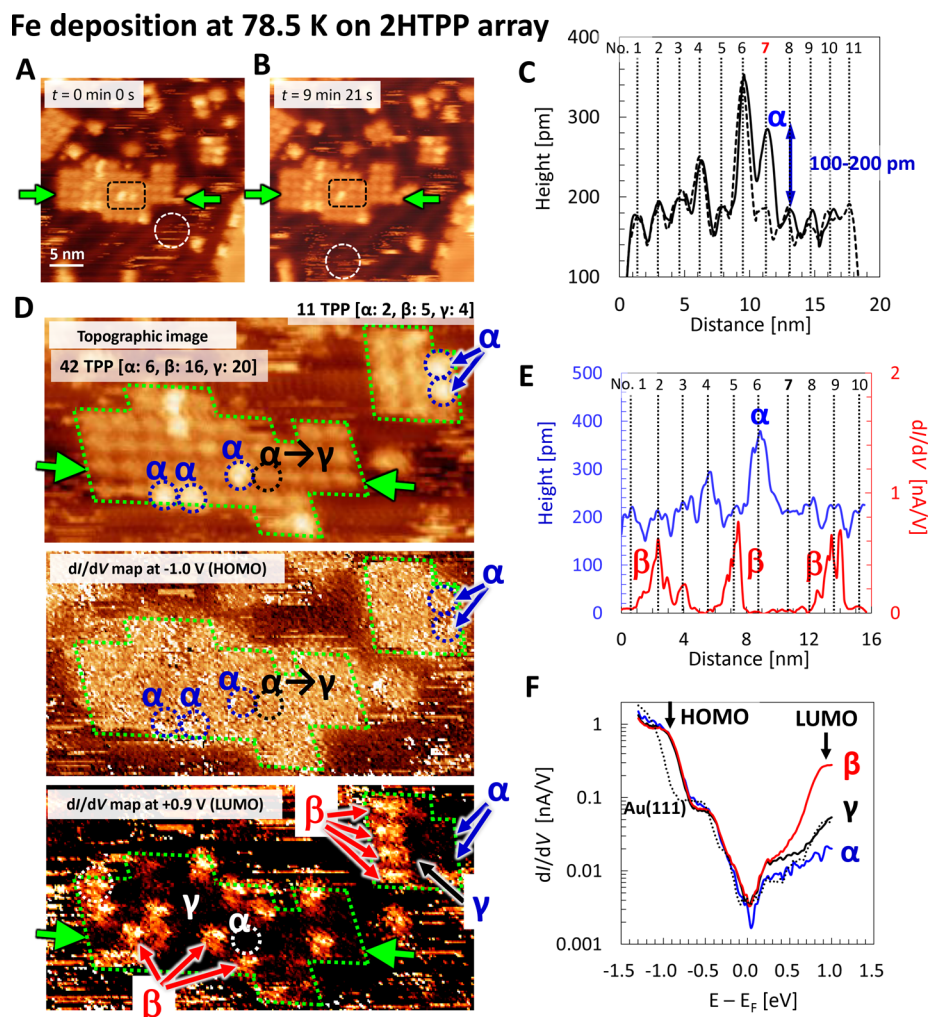 Fe deposition at 78.5 K on 2HTPP array
A
t = 0 min 0 s
5 nm
B
t = 9 min 21 s
C
Height [pm]
400
300
200
100
No. 1 2 3 4 5 6 7 8 9 10 11
α
100-200 pm
0 5 10 15 20
Distance [nm]
D
11 TPP [α: 2, β: 5, γ: 4]
Topographic image
42 TPP [α: 6, β: 16, γ: 20]
α
α α α α→γ
dI/dV map at -1.0 V (HOMO)
α
α α α α→γ
dI/dV map at +0.9 V (LUMO)
β
α
γ
α
γ
β
E
Height [pm]
500
400
300
200
100
0
No. 1 2 3 4 5 6 7 8 9 10
α
β β β
2
1
0
dI/dV [nA/V]
0 4 8 12 16
Distance [nm]
F
dI/dV [nA/V]
1
0.1
0.01
0.001
HOMO
LUMO
β
Au(111)
γ
α
-1.5 -1.0 -0.5 0.0 0.5 1.0 1.5
E − EF [eV]